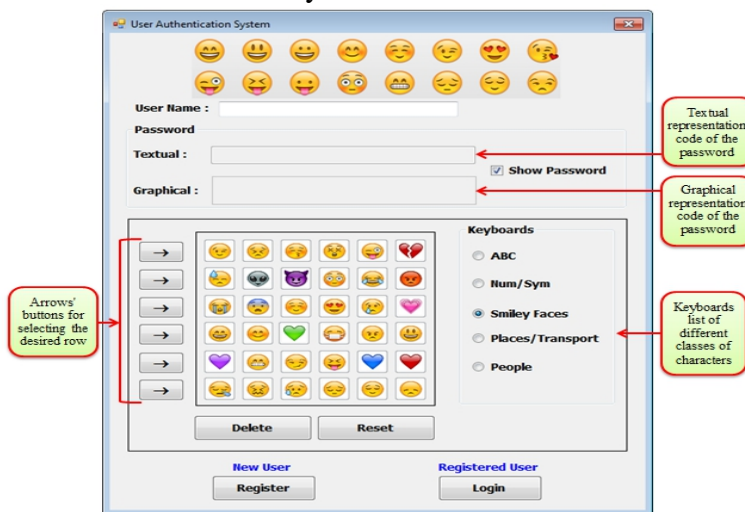 User Authentication System
User Name :
Password
Textual :
Show Password
Graphical :
Textual
representation
code of the
password
Graphical
representation
code of the
password
Keyboards
ABC
Num/Sym
Smiley Faces
Places/Transport
People
Arrows'
buttons for
selecting the
desired row
Keyboards
list of
different
classes of
characters
Delete
Reset
New User
Registered User
Register
Login